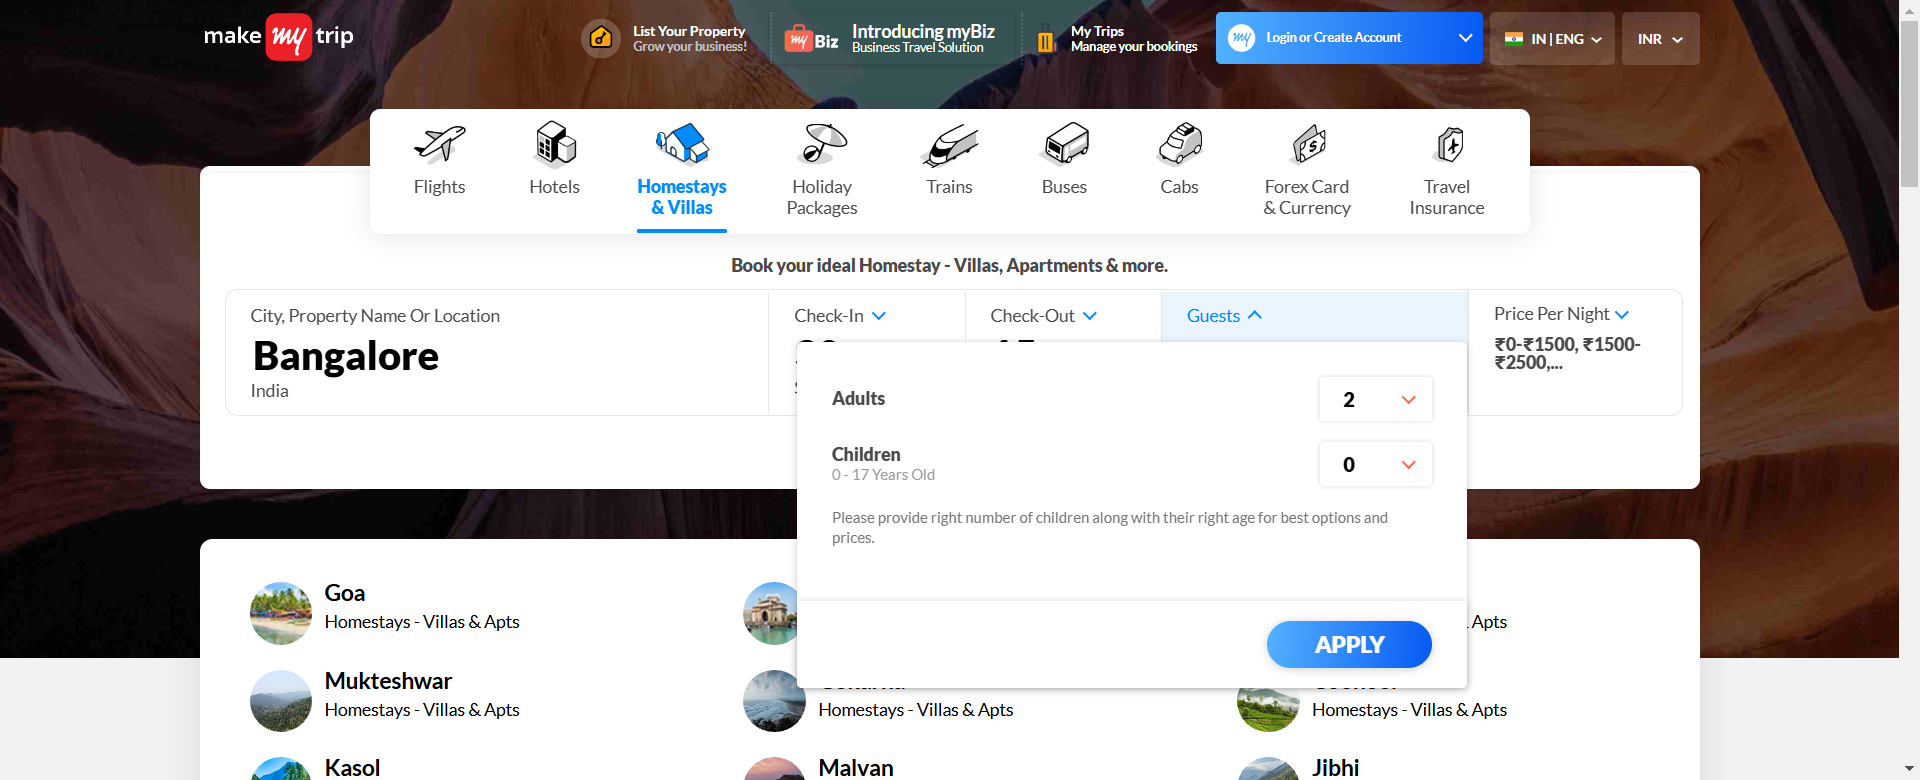 make my trip
List Your Property
Grow your business!
my Biz
Introducing myBiz
Business Travel Solution
My Trips
Manage your bookings
my
Login or Create Account
IN | ENG
INR
Flights
Hotels
Homestays
& Villas
Holiday
Packages
Trains
Buses
Cabs
Forex Card
& Currency
Travel
Insurance
Book your ideal Homestay - Villas, Apartments & more.
City, Property Name Or Location
Bangalore
India
Check-In
Check-Out
Guests
Price Per Night
₹0-₹1500, ₹1500-
₹2500,...
Adults
2
Children
0 - 17 Years Old
0
Please provide right number of children along with their right age for best options and
prices.
APPLY
Goa
Homestays - Villas & Apts
Apts
Mukteshwar
Homestays - Villas & Apts
Homestays - Villas & Apts
Homestays - Villas & Apts
Kasol
Malvan
Jibhi